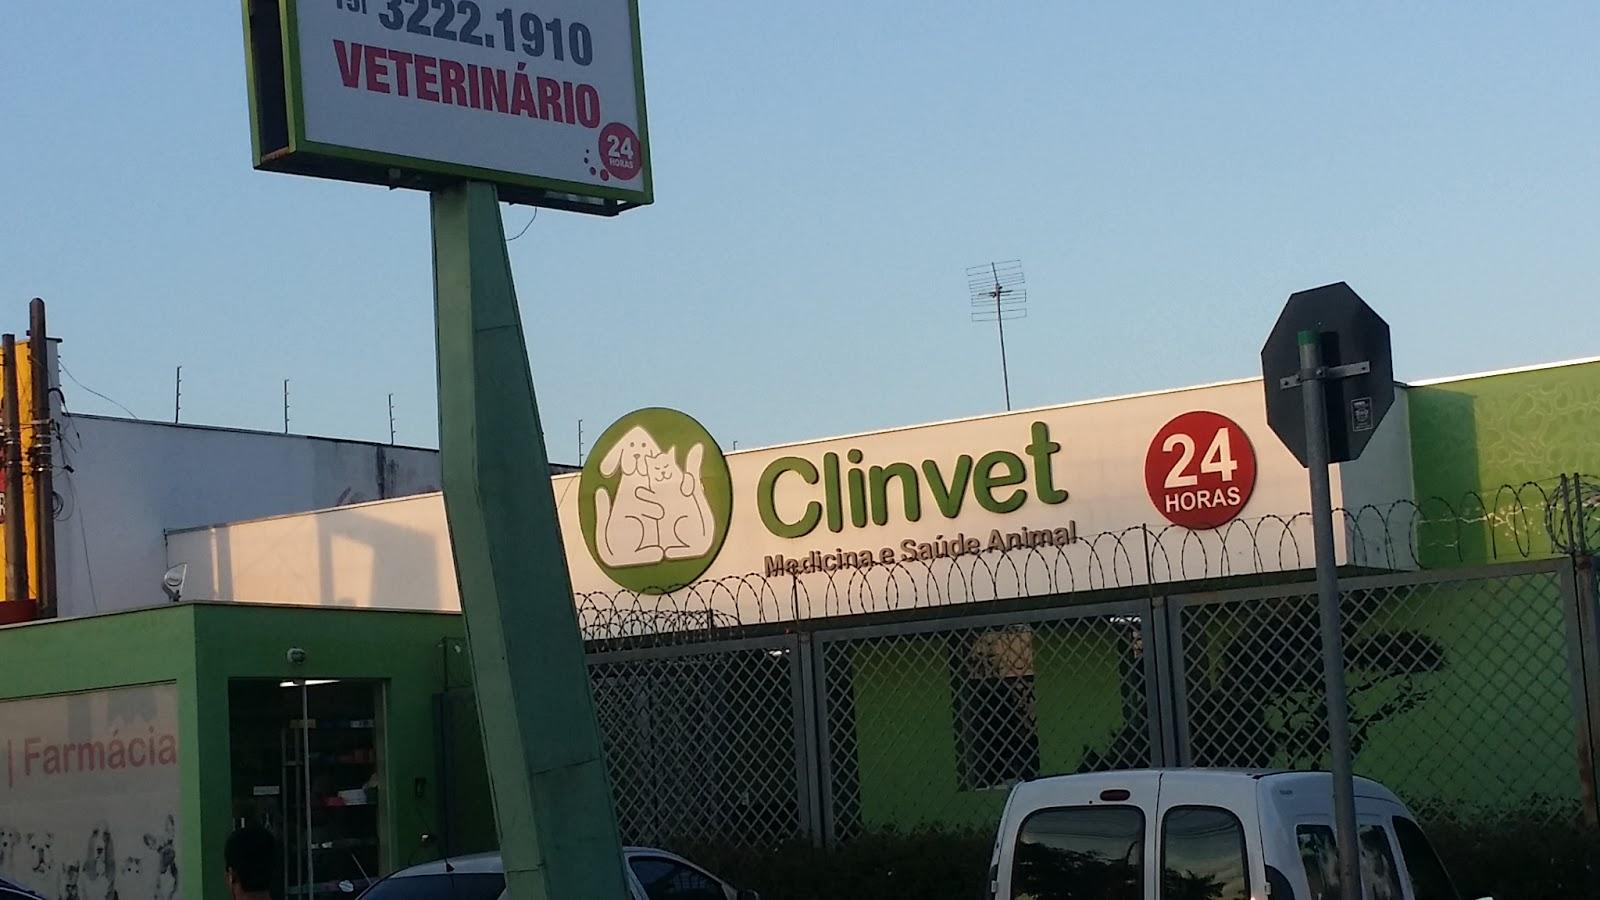 3222.1910
VETERINÁRIO
24
HORAS
Clinvet
Medicina e Saúde Animal
24
HORAS
| Farmácia